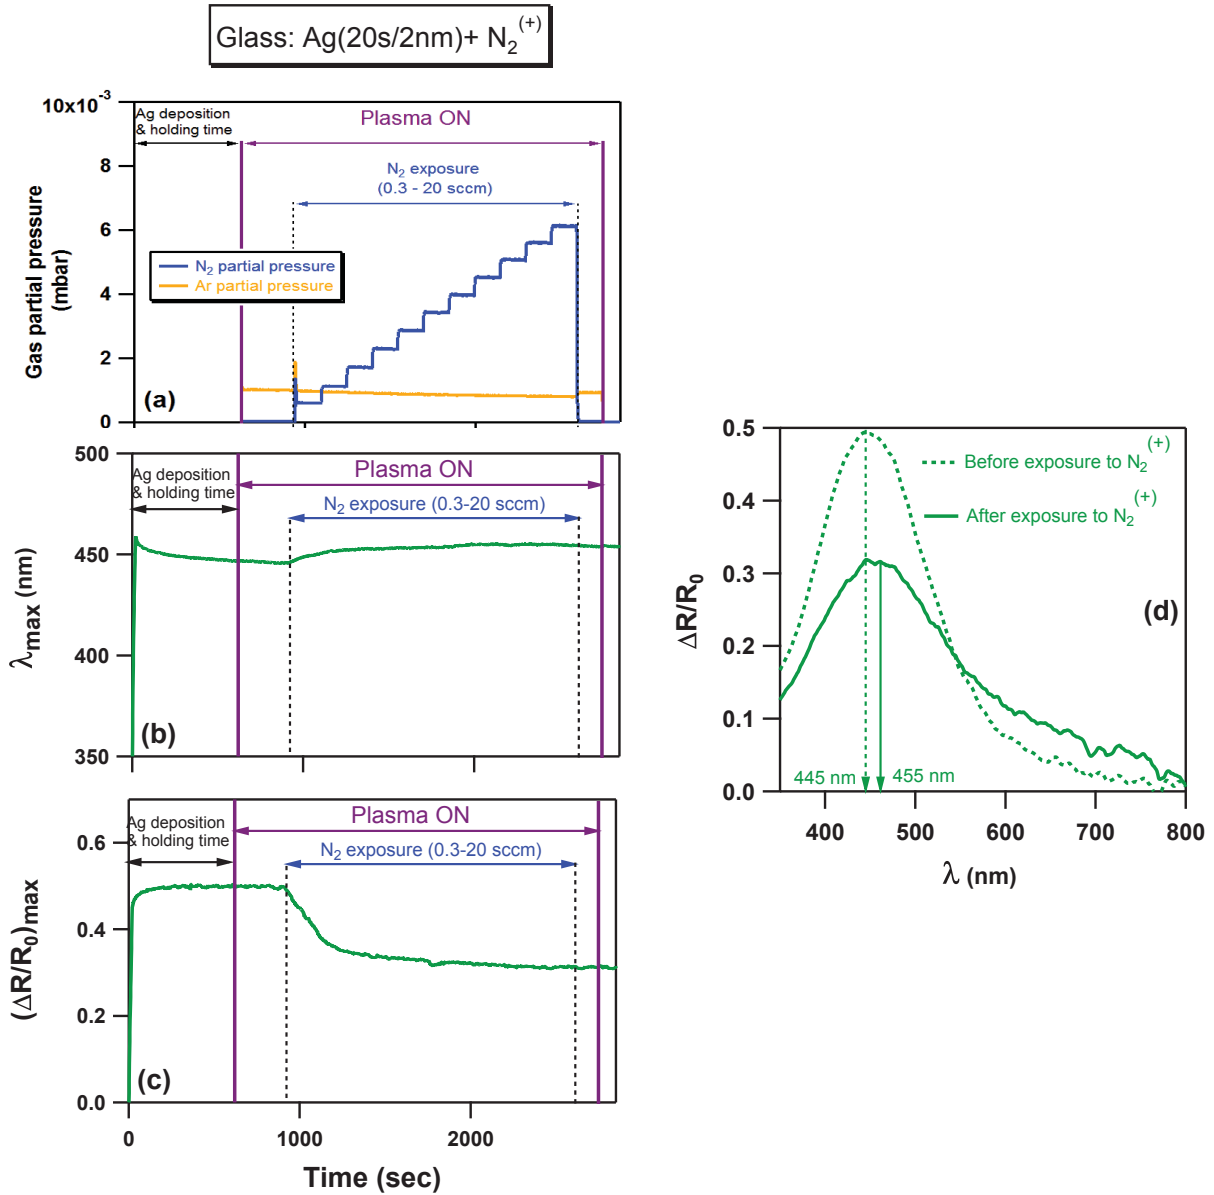 Glass: Ag(20s/2nm)+ N2(+)
10x10-3
8
6
4
2
0
Gas partial pressure
(mbar)
Ag deposition
& holding time
Plasma ON
N2 exposure
(0.3 - 20 sccm)
N2 partial pressure
Ar partial pressure
(a)
500
450
400
350
λmax (nm)
Ag deposition
& holding time
Plasma ON
N2 exposure (0.3-20 sccm)
(b)
0.6
0.4
0.2
0.0
(ΔR/R0)max
Ag deposition
& holding time
Plasma ON
N2 exposure (0.3-20 sccm)
(c)
0
1000
2000
Time (sec)
0.5
0.4
0.3
0.2
0.1
0.0
ΔR/R0
Before exposure to N2(+)
After exposure to N2(+)
(d)
445 nm
455 nm
400
500
600
700
800
λ (nm)